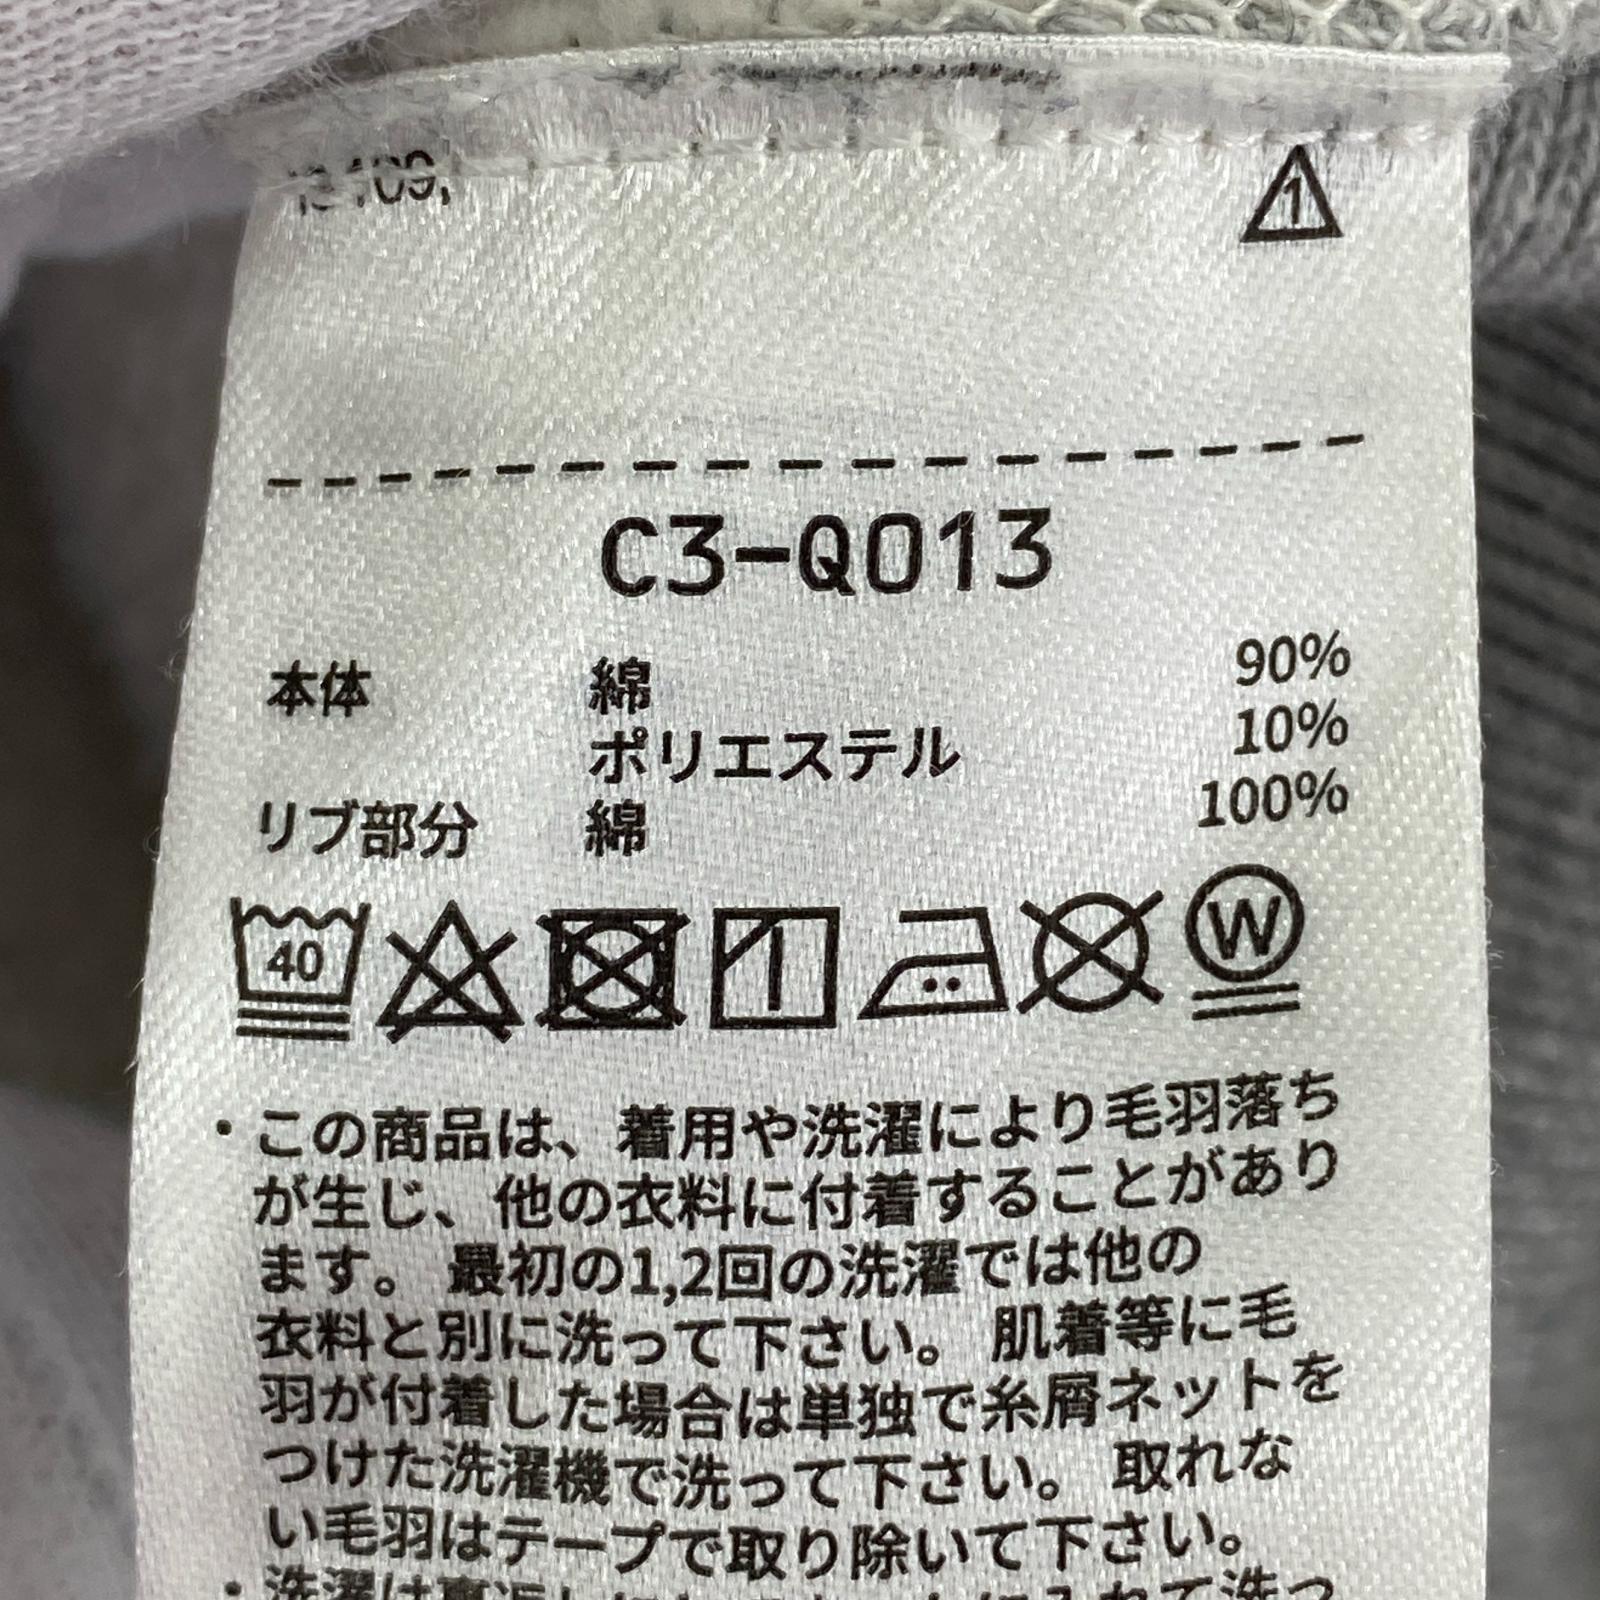 1
C3-Q013
本体 綿 90%
ポリエステル 10%
リブ部分 綿 100%
40 W
・この商品は、着用や洗濯により毛羽落ち
が生じ、他の衣料に付着することがあり
ます。最初の1,2回の洗濯では他の
衣料と別に洗って下さい。肌着等に毛
羽が付着した場合は単独で糸屑ネットを
つけた洗濯機で洗って下さい。取れな
い毛羽はテープで取り除いて下さい。
・洗濯は裏返し